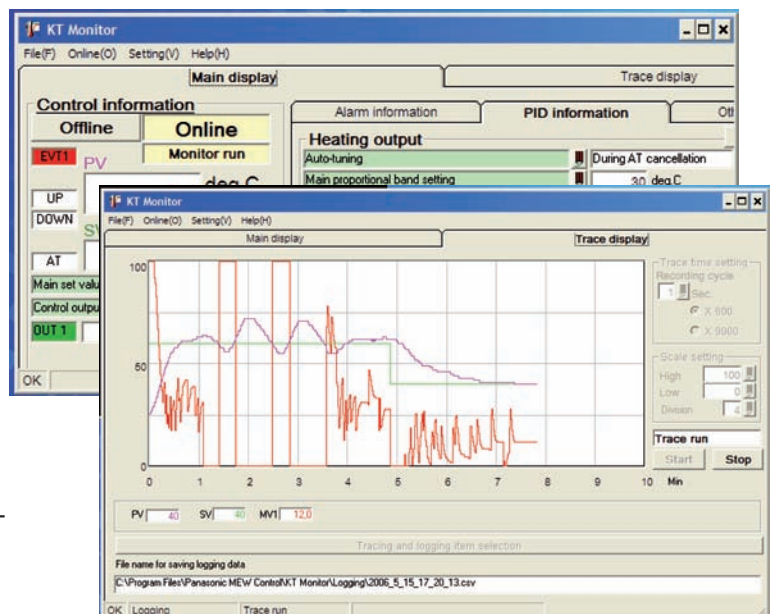 KT Monitor
File(F) Online(O) Setting(V) Help(H)
Main display Trace display
Control information
Offline Online
Monitor run
EVT1 PV
deg.C
UP
DOWN
AT
Control
OUT 1
OK
Alarm information PID information
Heating output
Auto-tuning During AT cancellation
Main proportional band setting 3.0 deg.C
KT Monitor
File(F) Online(O) Setting(V) Help(H)
Main display Trace display
100
50
0
0 1 2 3 4 5 6 7 8 9 10 Min
Trace time setting
Recording cycle
1 Sec.
X 900
X 9000
Scale setting
High 100
Low 0
Division 4
Trace run
Start Stop
PV 40 SV 40 MV1 12.0
Tracing and logging item selection
File name for saving logging data
C:\Program Files\Panasonic MEW Control\KT Monitor\Logging\2006_5_15_17_20_13.csv
OK Logging Trace run